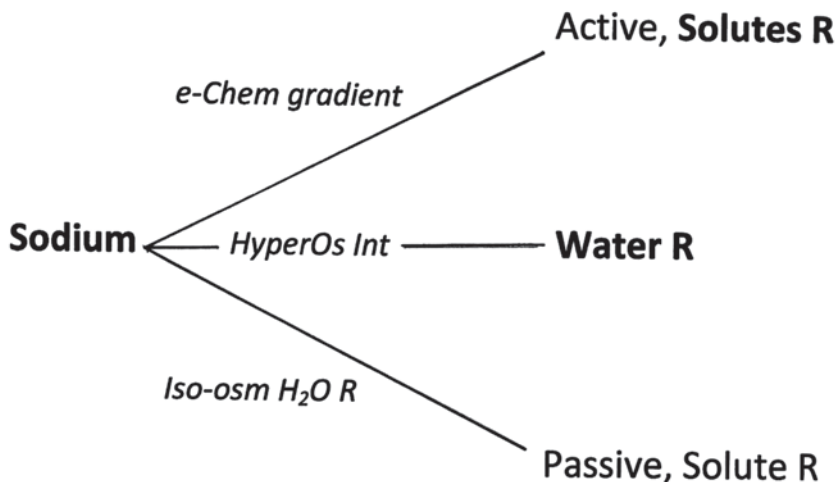 Active, Solutes R
e-Chem gradient
Sodium
HyperOs Int
Water R
Iso-osm H₂O R
Passive, Solute R